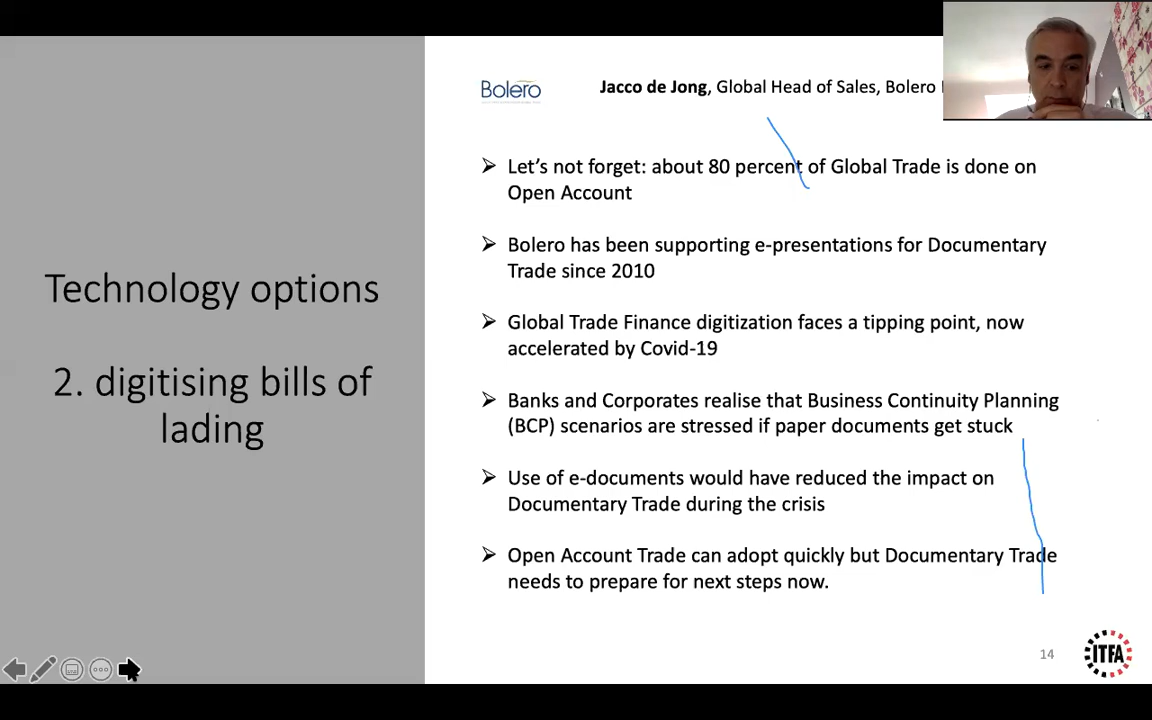 Bolero
Jacco de Jong, Global Head of Sales, Bolero
➢ Let’s not forget: about 80 percent of Global Trade is done on
Open Account
➢ Bolero has been supporting e-presentations for Documentary
Trade since 2010
➢ Global Trade Finance digitization faces a tipping point, now
accelerated by Covid-19
➢ Banks and Corporates realise that Business Continuity Planning
(BCP) scenarios are stressed if paper documents get stuck
➢ Use of e-documents would have reduced the impact on
Documentary Trade during the crisis
➢ Open Account Trade can adopt quickly but Documentary Trade
needs to prepare for next steps now.
Technology options
2. digitising bills of
lading
14
ITFA